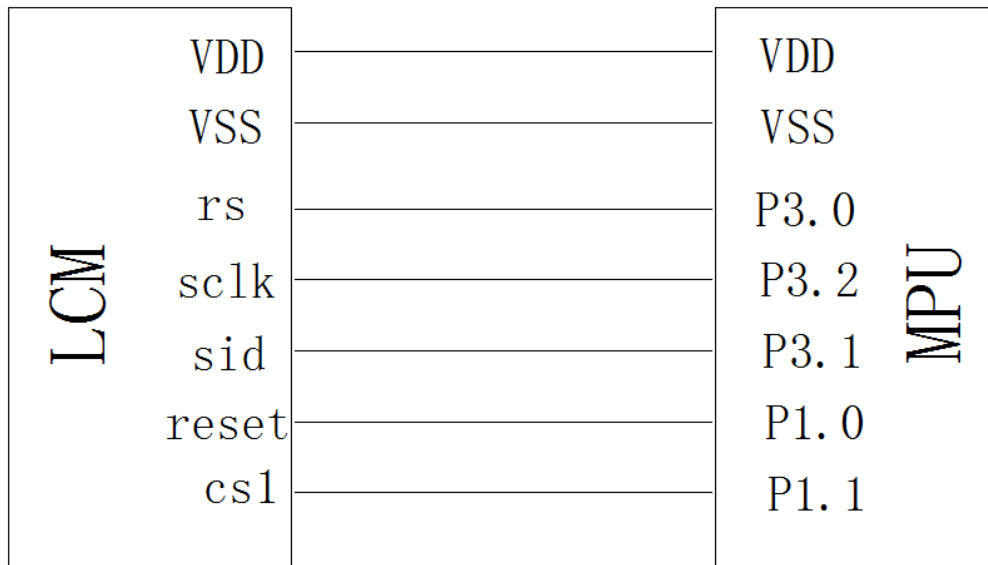 VDD VDD
VSS VSS
rs P3.0
sclk P3.2
sid P3.1
reset P1.0
cs1 P1.1
LCM
MPU